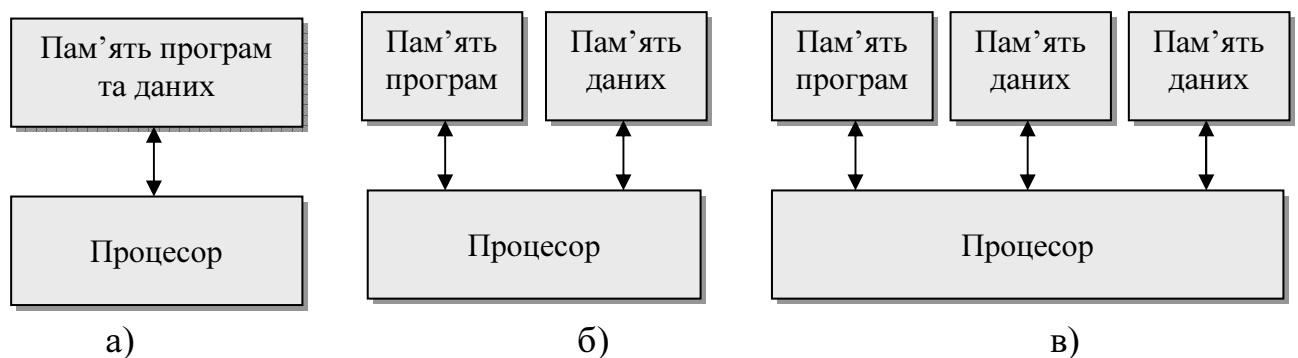 Пам’ять програм
та даних
Процесор
а)
Пам’ять
програм
Пам’ять
даних
Процесор
б)
Пам’ять
програм
Пам’ять
даних
Пам’ять
даних
Процесор
в)